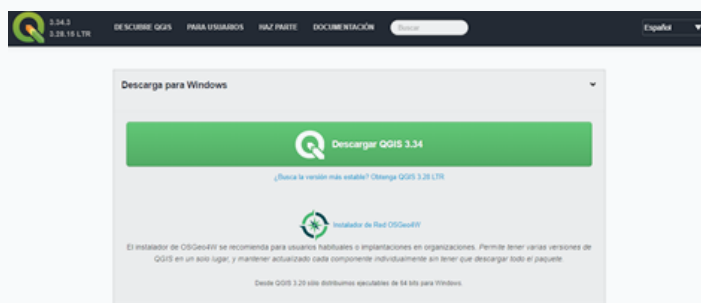 3.34.3
3.28.15 LTR
DESCUBRE QGIS PARA USUARIOS HAZ PARTE DOCUMENTACIÓN Buscar Español
Descarga para Windows
Descargar QGIS 3.34
¿Busca la versión más estable? Obtenga QGIS 3.28 LTR
Instalador de Red OSGeo4W
El instalador de OSGeo4W se recomienda para usuarios habituales o implantaciones en organizaciones. Permite tener varias versiones de
QGIS en un solo lugar, y mantener actualizado cada componente individualmente sin tener que descargar todo el paquete.
Desde QGIS 3.20 sólo distribuimos ejecutables de 64 bits para Windows.